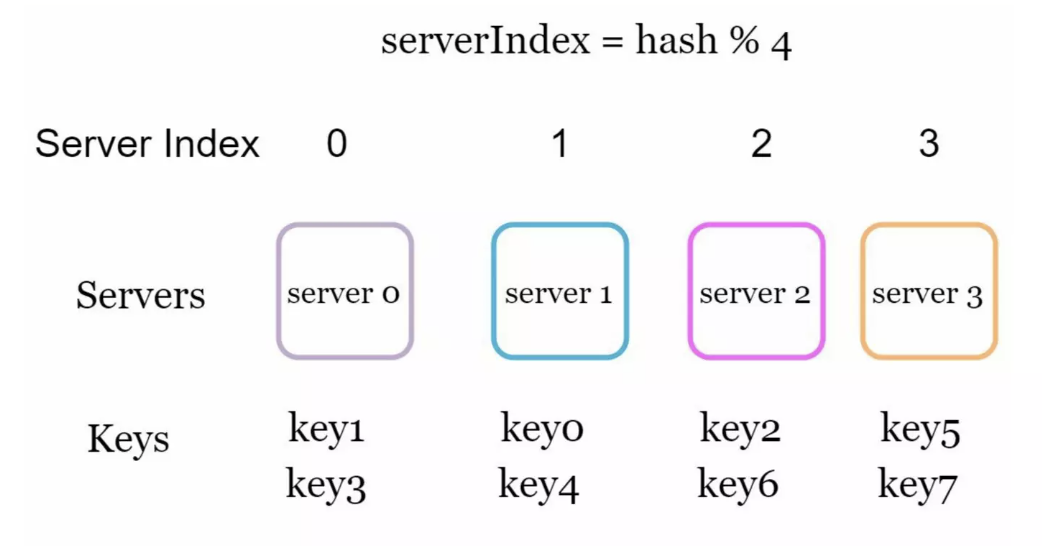 serverIndex = hash % 4
Server Index 0 1 2 3
Servers server 0 server 1 server 2 server 3
Keys key1 key0 key2 key5
key3 key4 key6 key7